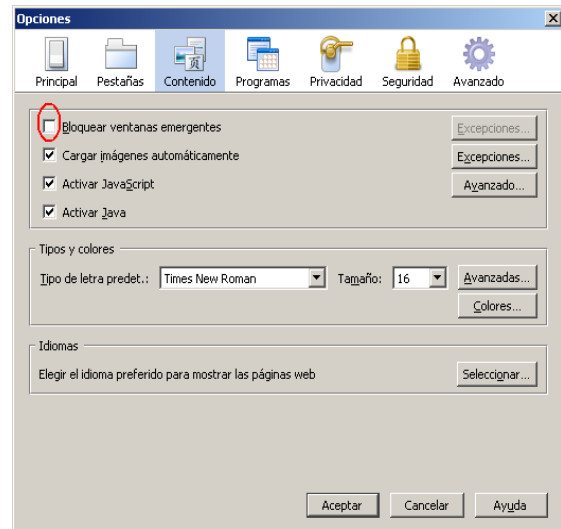 Opciones
Principal Pestañas Contenido Programas Privacidad Seguridad Avanzado
Bloquear ventanas emergentes Excepciones...
Cargar imágenes automáticamente Excepciones...
Activar JavaScript Avanzado...
Activar Java
Tipos y colores
Tipo de letra predet.: Times New Roman Tamaño: 16 Avanzadas...
Colores...
Idiomas
Elegir el idioma preferido para mostrar las páginas web Seleccionar...
Aceptar Cancelar Ayuda